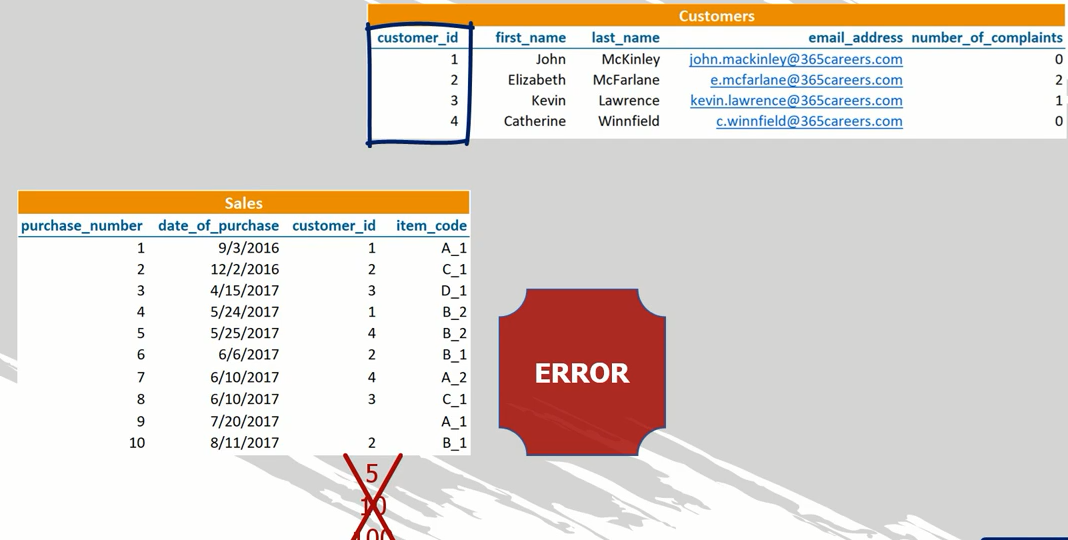 Customers
customer_id first_name last_name email_address number_of_complaints
1 John McKinley john.mackinley@365careers.com 0
2 Elizabeth McFarlane e.mcfarlane@365careers.com 2
3 Kevin Lawrence kevin.lawrence@365careers.com 1
4 Catherine Winnfield c.winnfield@365careers.com 0
Sales
purchase_number date_of_purchase customer_id item_code
1 9/3/2016 1 A_1
2 12/2/2016 2 C_1
3 4/15/2017 3 D_1
4 5/24/2017 1 B_2
5 5/25/2017 4 B_2
6 6/6/2017 2 B_1
7 6/10/2017 4 A_2
8 6/10/2017 3 C_1
9 7/20/2017 A_1
10 8/11/2017 2 B_1
ERROR
5
10
100